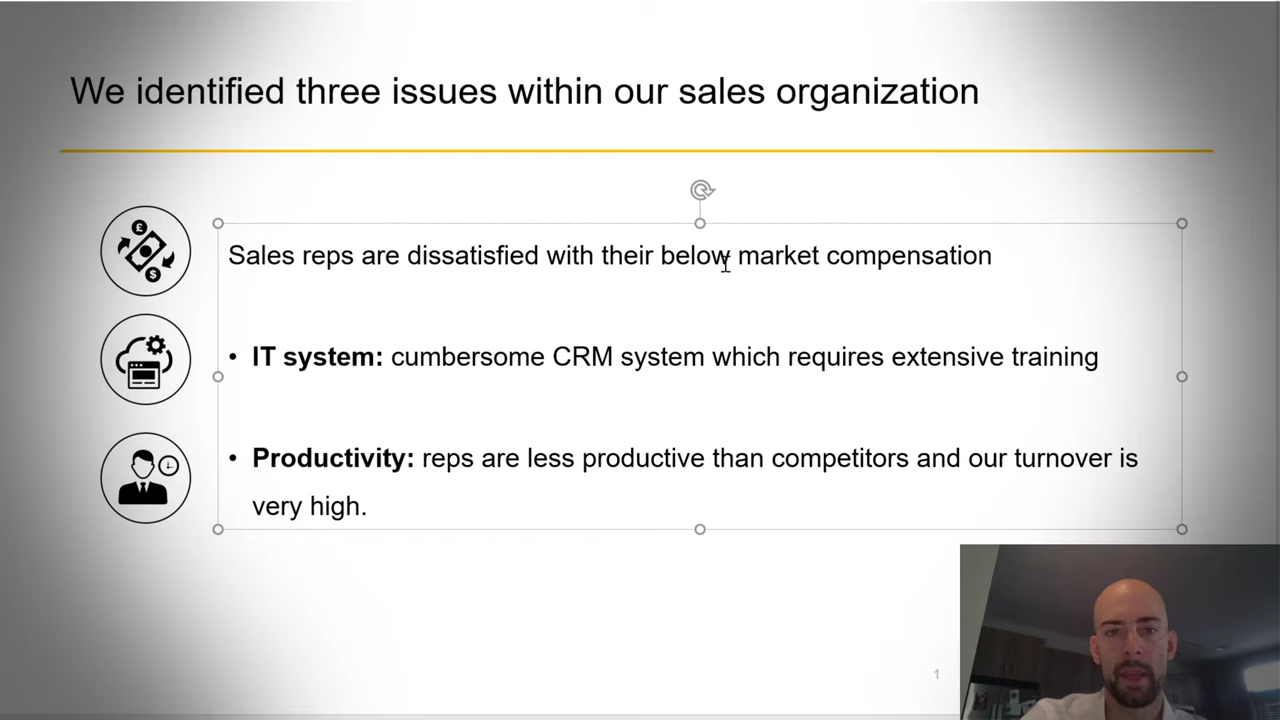 We identified three issues within our sales organization
£
$
Sales reps are dissatisfied with their below market compensation
• IT system: cumbersome CRM system which requires extensive training
• Productivity: reps are less productive than competitors and our turnover is
very high.
1